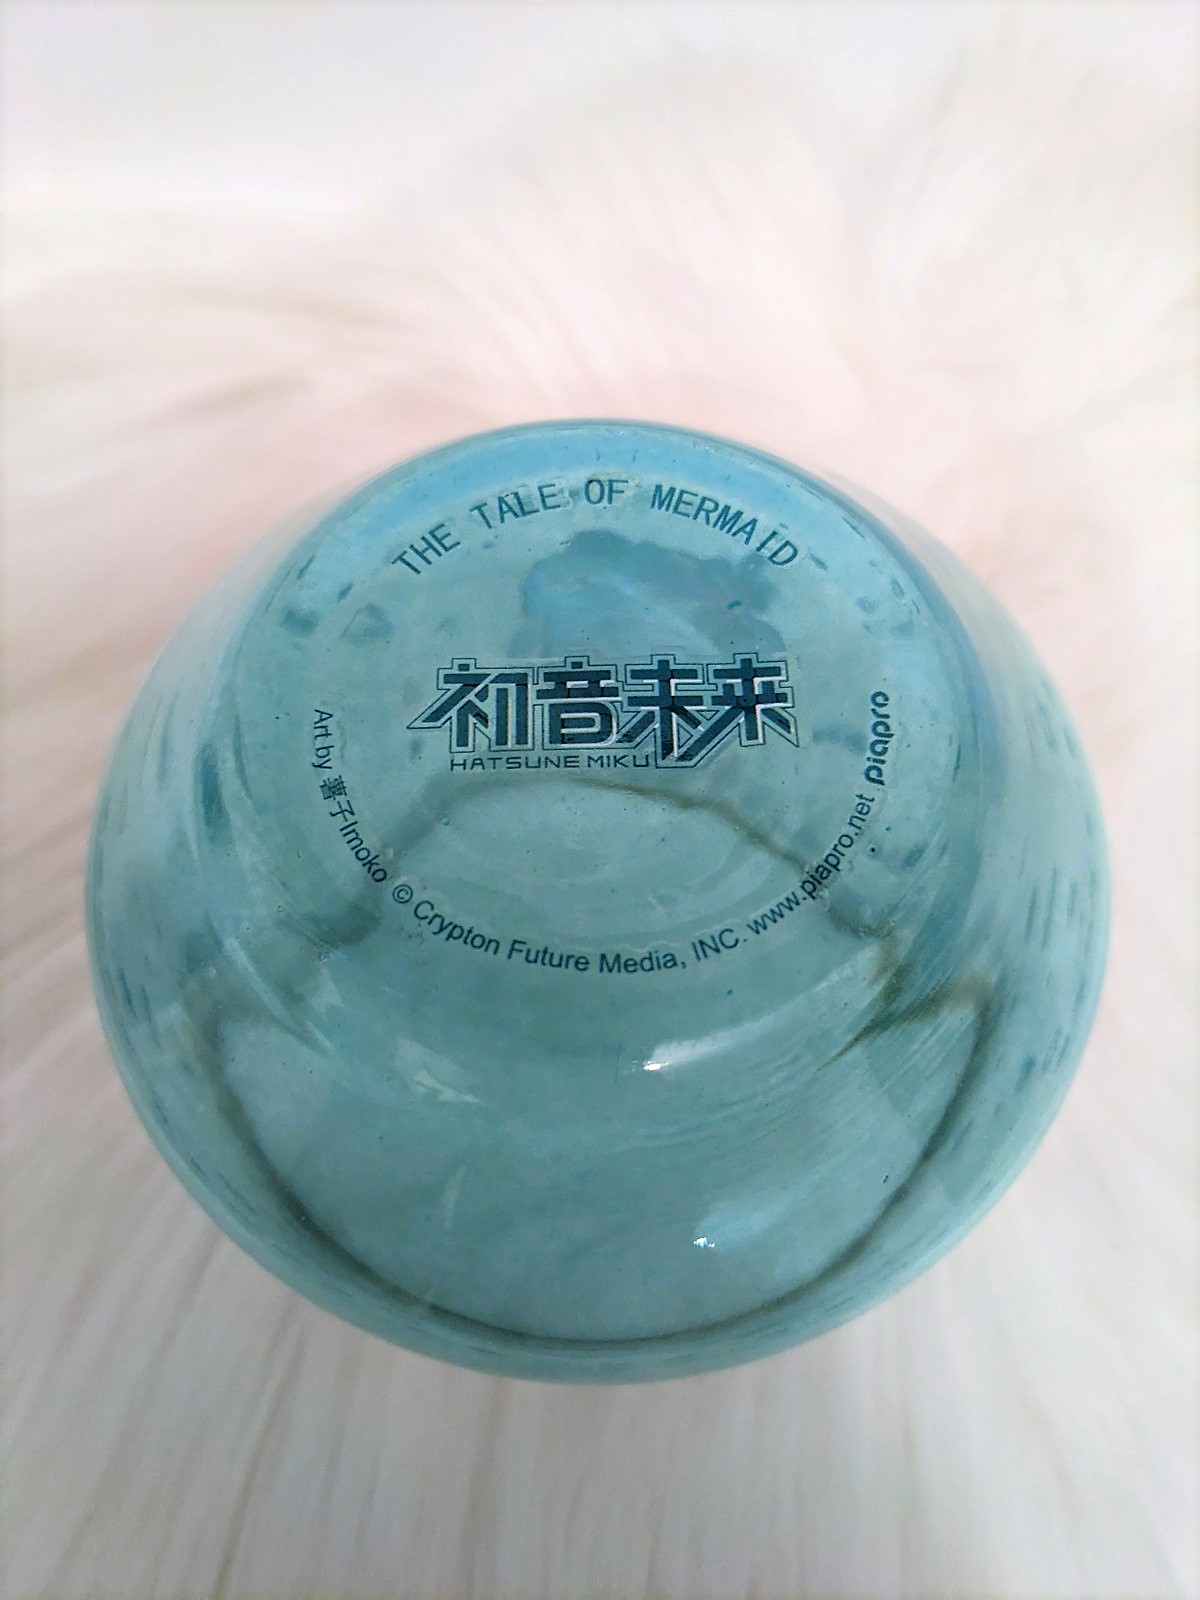 THE TALE OF MERMAID
初音未来
HATSUNE MIKU
Art by 薯子Imoko © Crypton Future Media, INC. www.piapro.net piapro